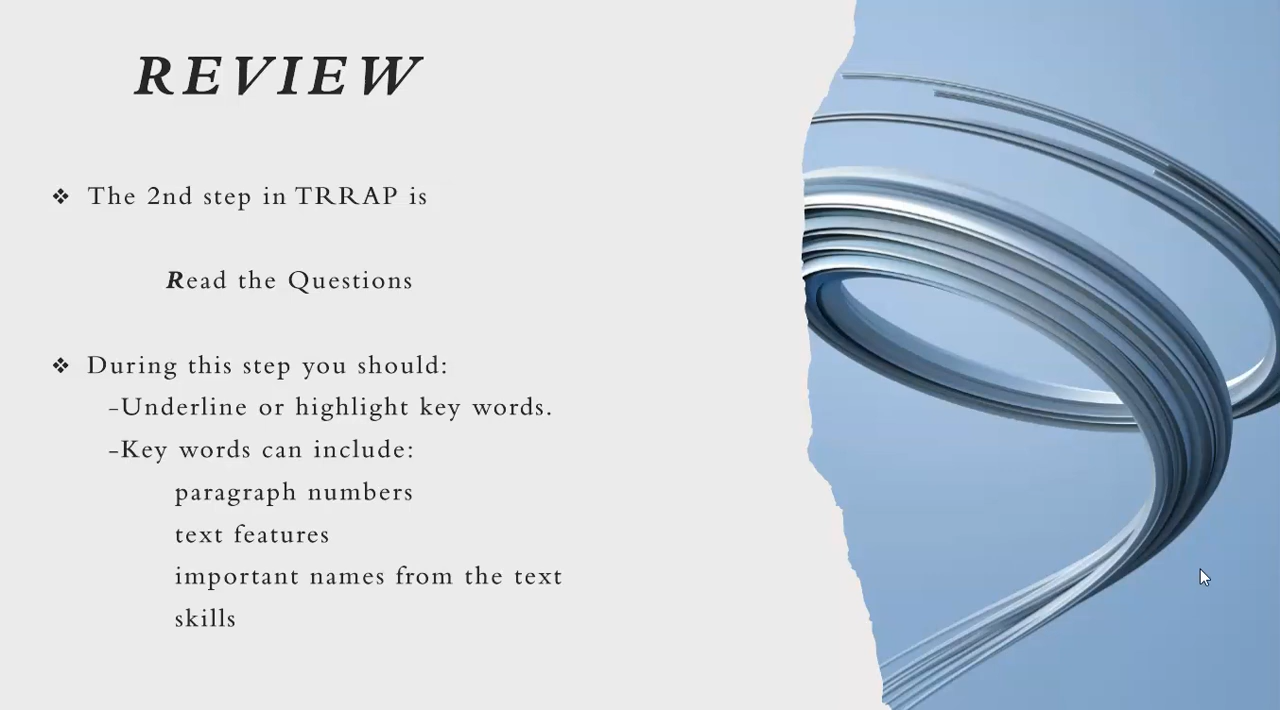 REVIEW
❖ The 2nd step in TRRAP is
Read the Questions
❖ During this step you should:
-Underline or highlight key words.
-Key words can include:
paragraph numbers
text features
important names from the text
skills